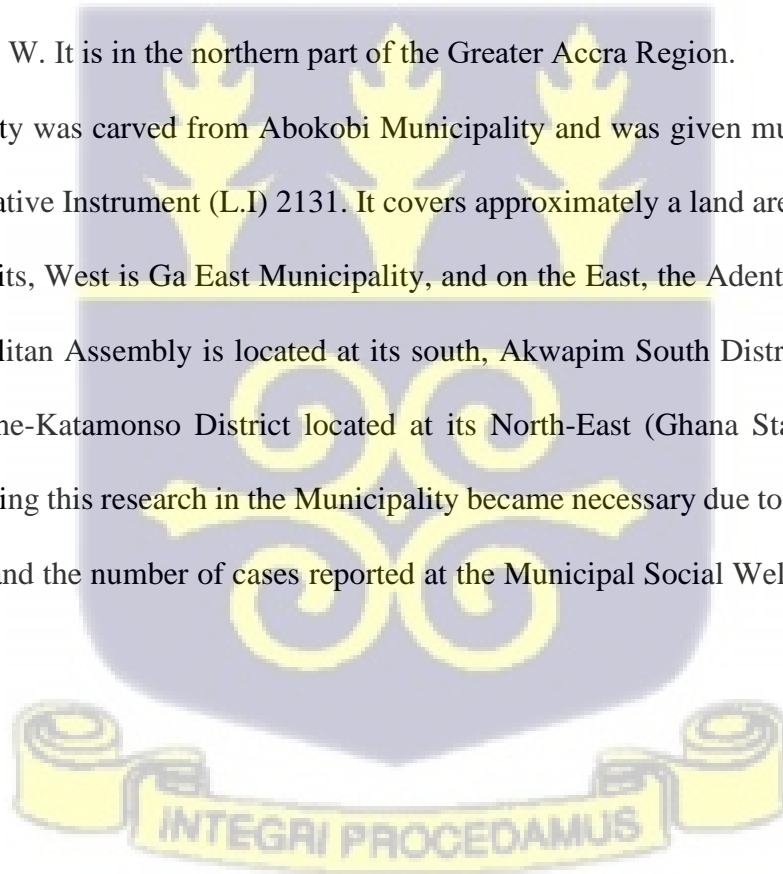 W. It is in the northern part of the Greater Accra Region.
ty was carved from Abokobi Municipality and was given mu
ative Instrument (L.I) 2131. It covers approximately a land are
its, West is Ga East Municipality, and on the East, the Adent
litan Assembly is located at its south, Akwapim South Distr
ne-Katamonso District located at its North-East (Ghana Sta
ing this research in the Municipality became necessary due to
and the number of cases reported at the Municipal Social Wel
INTEGRI PROCEDAMUS